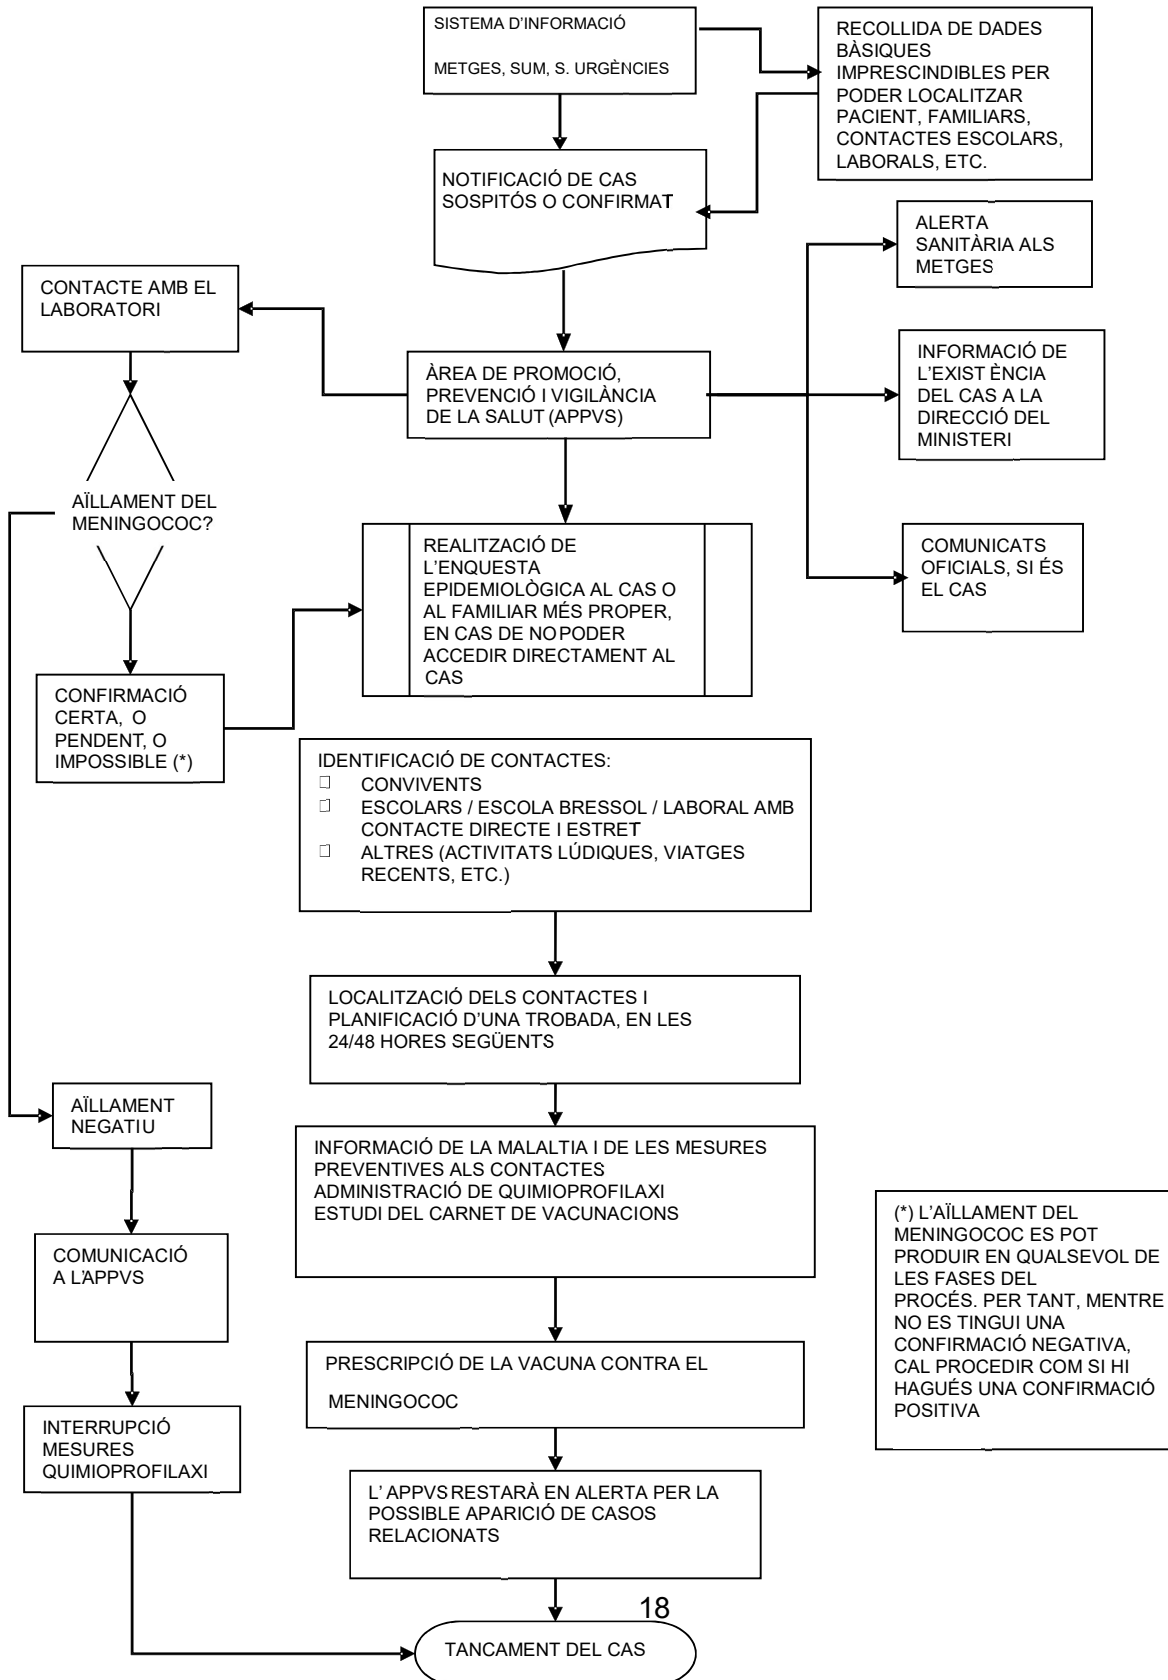 SISTEMA D'INFORMACIÓ
METGES, SUM, S. URGÈNCIES
RECOLLIDA DE DADES
BÀSIQUES
IMPRESCINDIBLES PER
PODER LOCALITZAR
PACIENT, FAMILIARS,
CONTACTES ESCOLARS,
LABORALS, ETC.
NOTIFICACIÓ DE CAS
SOSPITÓS O CONFIRMAT
ALERTA
SANITÀRIA ALS
METGES
CONTACTE AMB EL
LABORATORI
ÀREA DE PROMOCIÓ,
PREVENCIÓ I VIGILÀNCIA
DE LA SALUT (APPVS)
INFORMACIÓ DE
L'EXIST ÈNCIA
DEL CAS A LA
DIRECCIÓ DEL
MINISTERI
AÏLLAMENT DEL
MENINGOCOC?
REALITZACIÓ DE
L'ENQUESTA
EPIDEMIOLÒGICA AL CAS O
AL FAMILIAR MÉS PROPER,
EN CAS DE NO PODER
ACCEDIR DIRECTAMENT AL
CAS
COMUNICATS
OFICIALS, SI ÉS
EL CAS
CONFIRMACIÓ
CERTA, O
PENDENT, O
IMPOSSIBLE (*)
IDENTIFICACIÓ DE CONTACTES:
CONVIVENTS
ESCOLARS / ESCOLA BRESSOL / LABORAL AMB
CONTACTE DIRECTE I ESTRET
ALTRES (ACTIVITATS LÚDIQUES, VIATGES
RECENTS, ETC.)
LOCALITZACIÓ DELS CONTACTES I
PLANIFICACIÓ D'UNA TROBADA, EN LES
24/48 HORES SEGÜENTS
AÏLLAMENT
NEGATIU
INFORMACIÓ DE LA MALALTIA I DE LES MESURES
PREVENTIVES ALS CONTACTES
ADMINISTRACIÓ DE QUIMIOPROFILAXI
ESTUDI DEL CARNET DE VACUNACIONS
(*) L'AÏLLAMENT DEL
MENINGOCOC ES POT
PRODUIR EN QUALSEVOL DE
LES FASES DEL
PROCÉS. PER TANT, MENTRE
NO ES TINGUI UNA
CONFIRMACIÓ NEGATIVA,
CAL PROCEDIR COM SI HI
HAGUÉS UNA CONFIRMACIÓ
POSITIVA
COMUNICACIÓ
A L'APPVS
PRESCRIPCIÓ DE LA VACUNA CONTRA EL
MENINGOCOC
INTERRUPCIÓ
MESURES
QUIMIOPROFILAXI
L' APPVS RESTARÀ EN ALERTA PER LA
POSSIBLE APARICIÓ DE CASOS
RELACIONATS
18
TANCAMENT DEL CAS